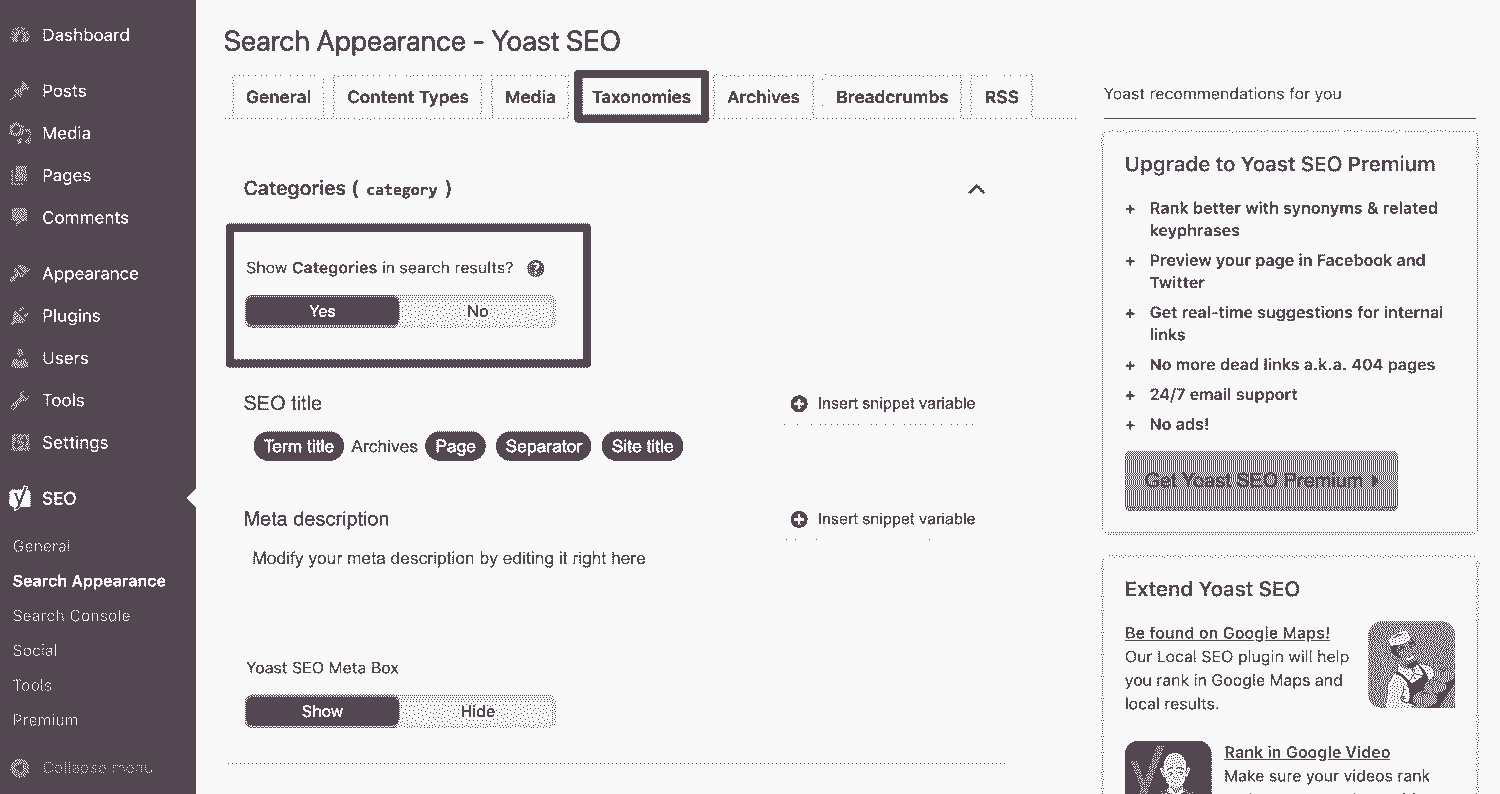 Dashboard
Posts
Media
Pages
Comments
Appearance
Plugins
Users
Tools
Settings
SEO
General
Search Appearance
Search Console
Social
Tools
Premium
Collapse menu
Search Appearance - Yoast SEO
General
Content Types
Media
Taxonomies
Archives
Breadcrumbs
RSS
Categories ( category )
Show Categories in search results? ?
Yes
No
SEO title
Insert snippet variable
Term title Archives Page Separator Site title
Meta description
Insert snippet variable
Modify your meta description by editing it right here
Yoast SEO Meta Box
Show
Hide
Yoast recommendations for you
Upgrade to Yoast SEO Premium
+ Rank better with synonyms & related
keyphrases
+ Preview your page in Facebook and
Twitter
+ Get real-time suggestions for internal
links
+ No more dead links a.k.a. 404 pages
+ 24/7 email support
+ No ads!
Get Yoast SEO Premium
Extend Yoast SEO
Be found on Google Maps!
Our Local SEO plugin will help
you rank in Google Maps and
local results.
Rank in Google Video
Make sure your videos rank